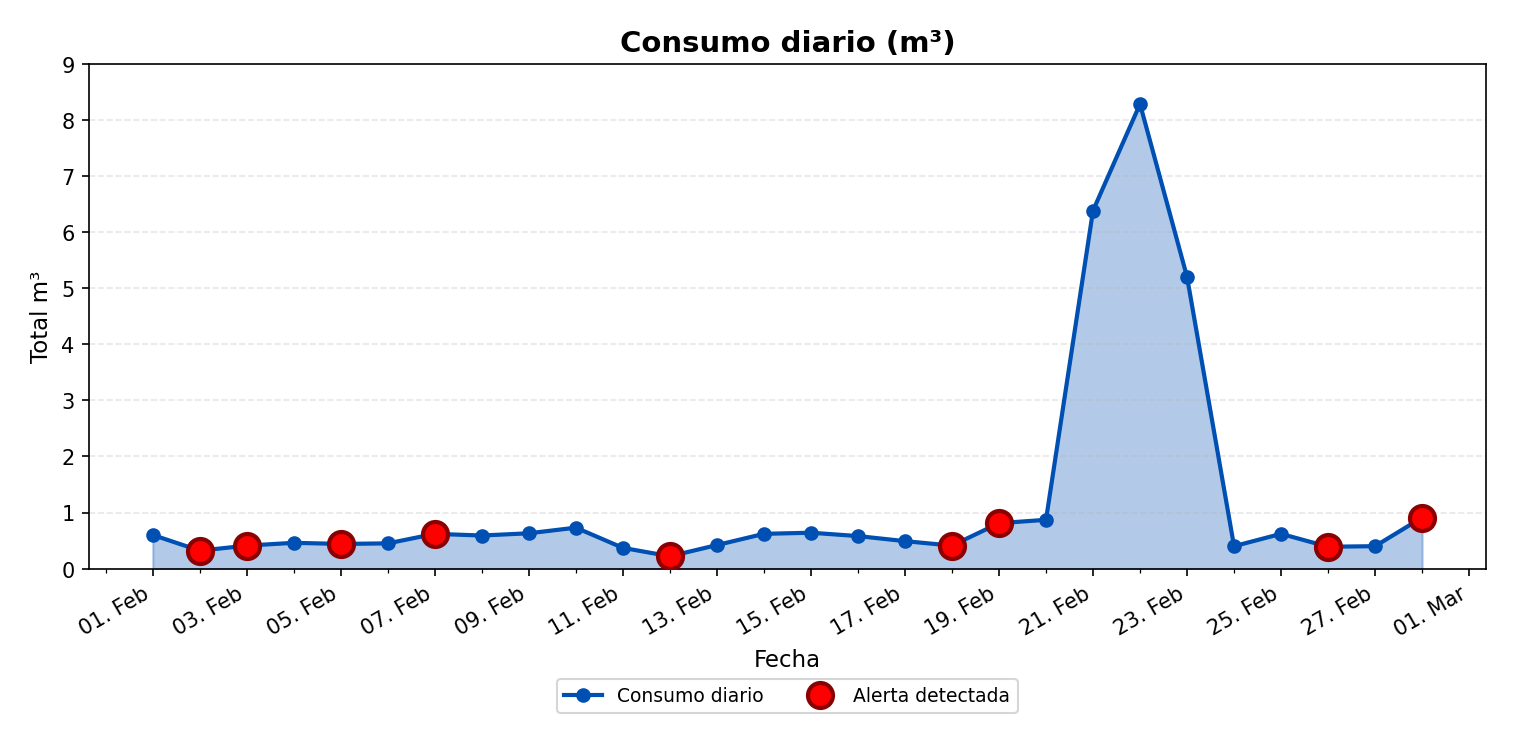 Consumo diario (m³)
Total m³
9
8
7
6
5
4
3
2
1
0
01. Feb
03. Feb
05. Feb
07. Feb
09. Feb
11. Feb
13. Feb
15. Feb
17. Feb
19. Feb
21. Feb
23. Feb
25. Feb
27. Feb
01. Mar
Fecha
Consumo diario
Alerta detectada